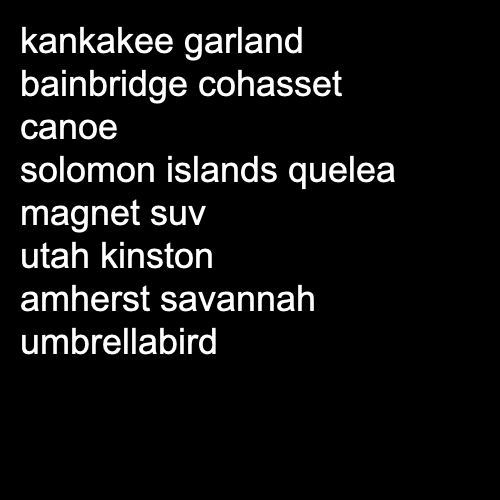 kankakee garland
bainbridge cohasset
canoe
solomon islands quelea
magnet suv
utah kinston
amherst savannah
umbrellabird